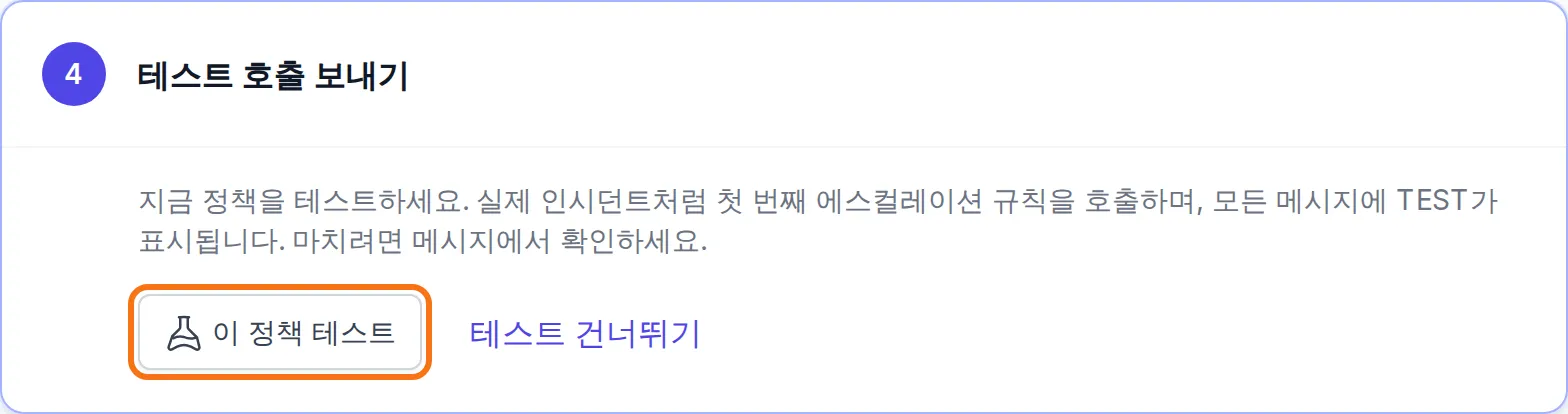 4
테스트 호출 보내기
지금 정책을 테스트하세요. 실제 인시던트처럼 첫 번째 에스컬레이션 규칙을 호출하며, 모든 메시지에 TEST가
표시됩니다. 마치려면 메시지에서 확인하세요.
이 정책 테스트
테스트 건너뛰기